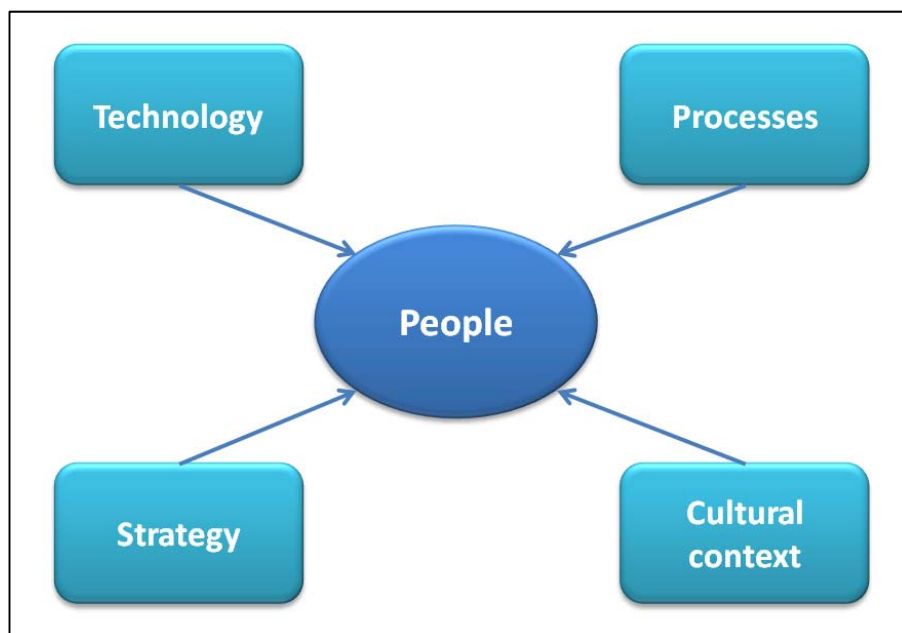 Technology
Processes
People
Strategy
Cultural
context